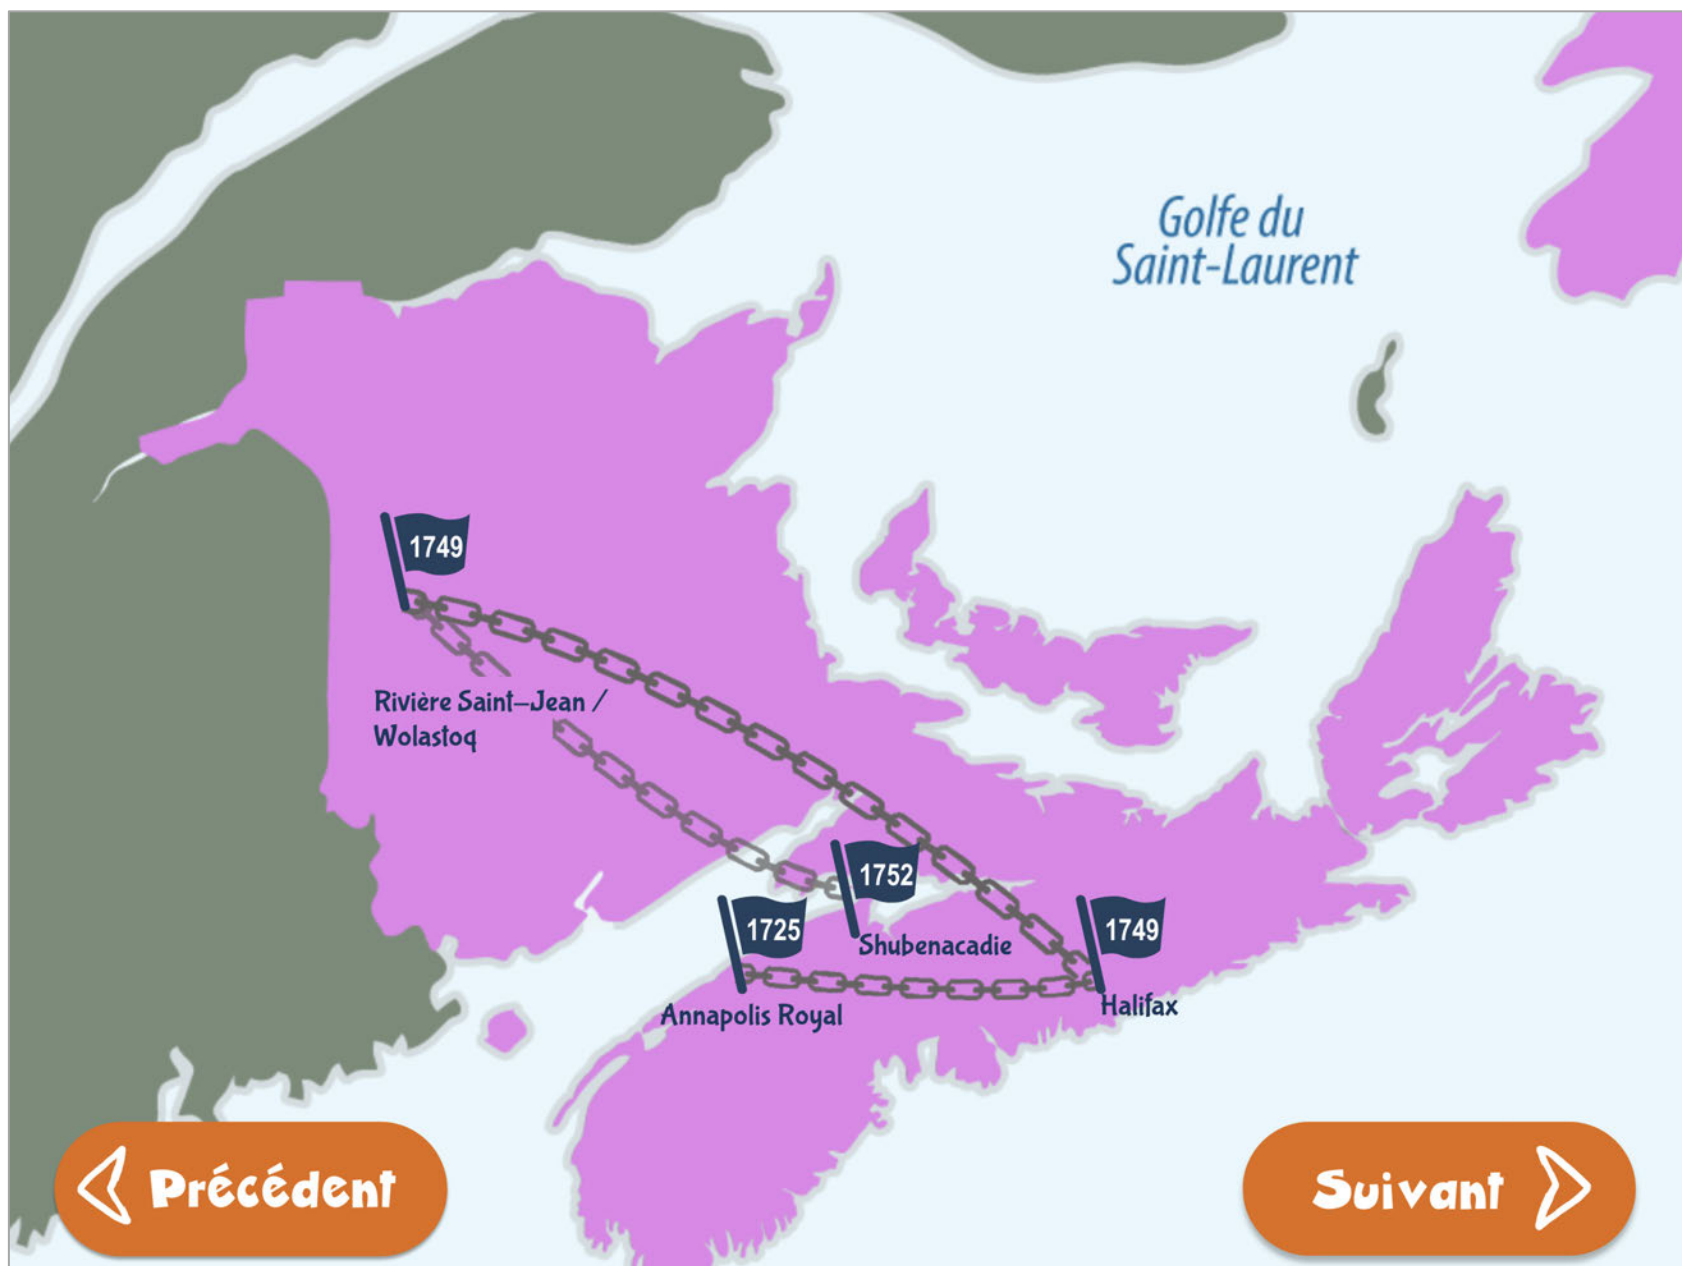 Golfe du
Saint-Laurent
1749
Rivière Saint-Jean /
Wolastoq
1752
Shubenacadie
1725
Annapolis Royal
1749
Halifax
Précédent
Suivant